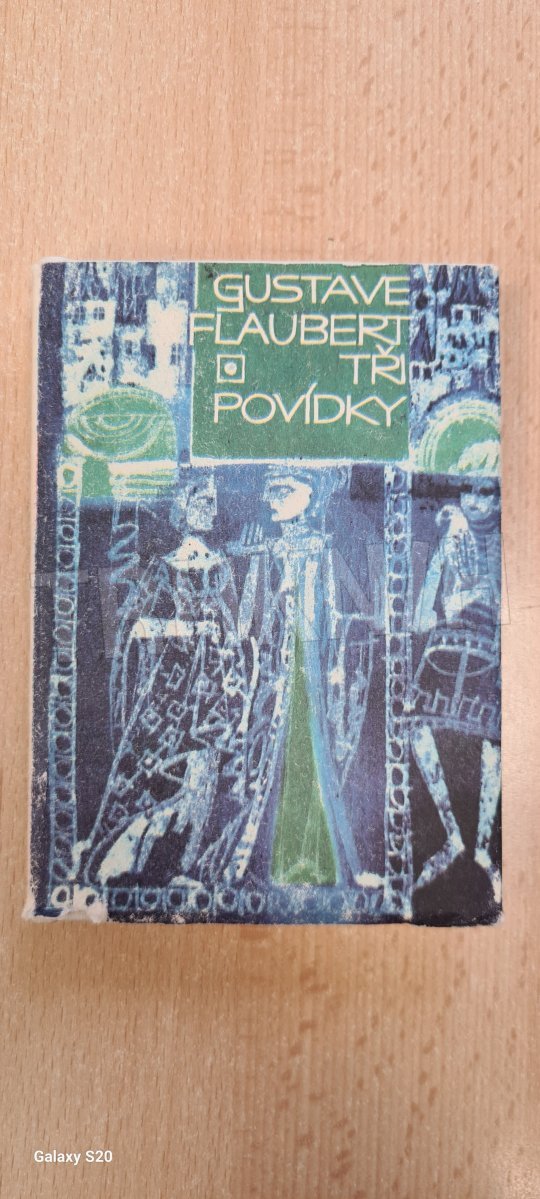 GUSTAVE
FLAUBERT
TŘI
POVÍDKY
Galaxy S20